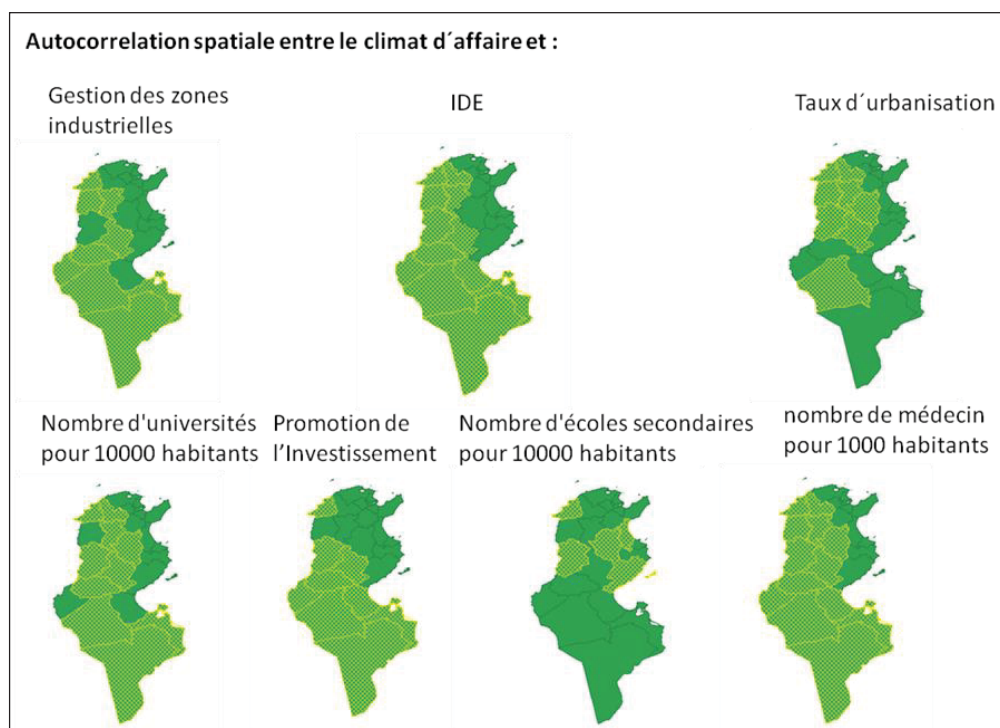 Autocorrelation spatiale entre le climat d´affaire et :
Gestion des zones
industrielles
IDE
Taux d´urbanisation
Nombre d'universités
pour 10000 habitants
Promotion de
l’Investissement
Nombre d'écoles secondaires
pour 10000 habitants
nombre de médecin
pour 1000 habitants